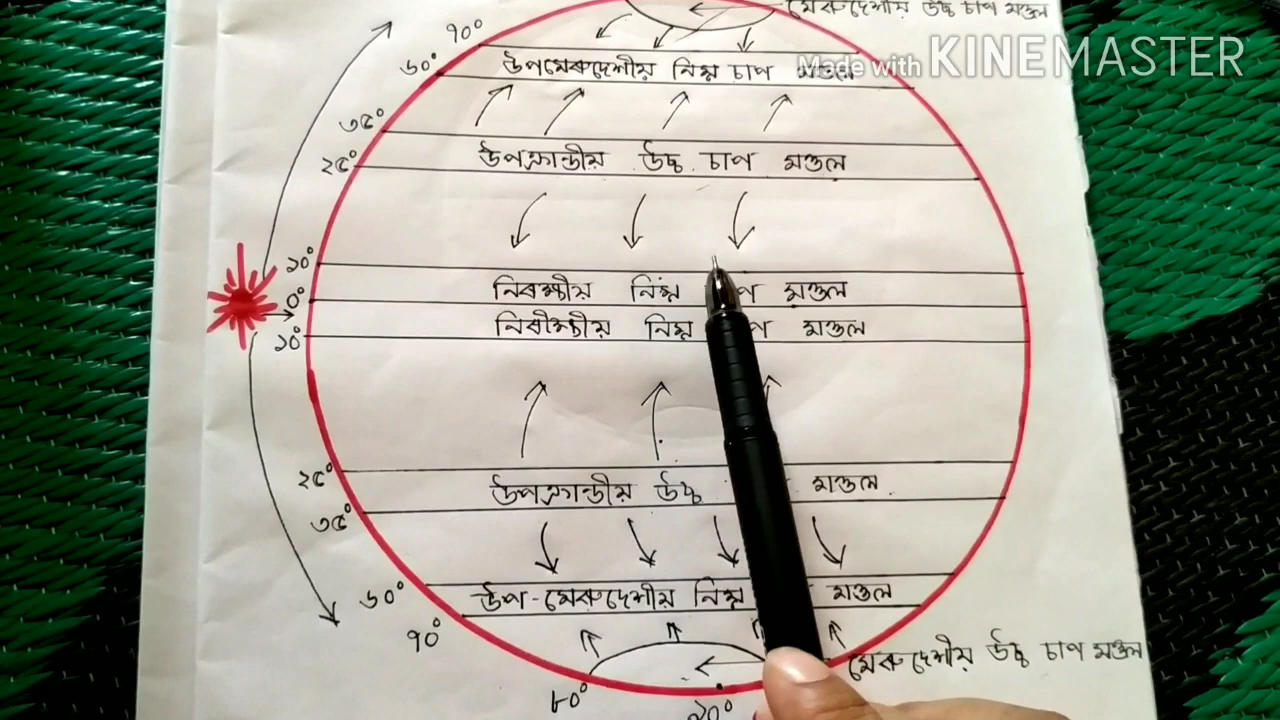 মেৰুদেশীয় উচ্চ চাপ মণ্ডল
Made with KINEMASTER
৭০°
৬০°
উপমেৰুদেশীয় নিম্ন চাপ মণ্ডল
৩৫°
২৫°
উপক্ৰান্তীয় উচ্চ চাপ মণ্ডল
১০°
নিৰক্ষীয় নিম্ন মণ্ডল
০°
নিৰীক্ষীয় নিম্ন মণ্ডল
১০°
২৫°
উপক্ৰান্তীয় উচ্চ মণ্ডল
৩৫°
৬০°
উপ-মেৰুদেশীয় নিম্ন মণ্ডল
৭০°
মেৰুদেশীয় উচ্চ চাপ মণ্ডল
৮০°
৯০°